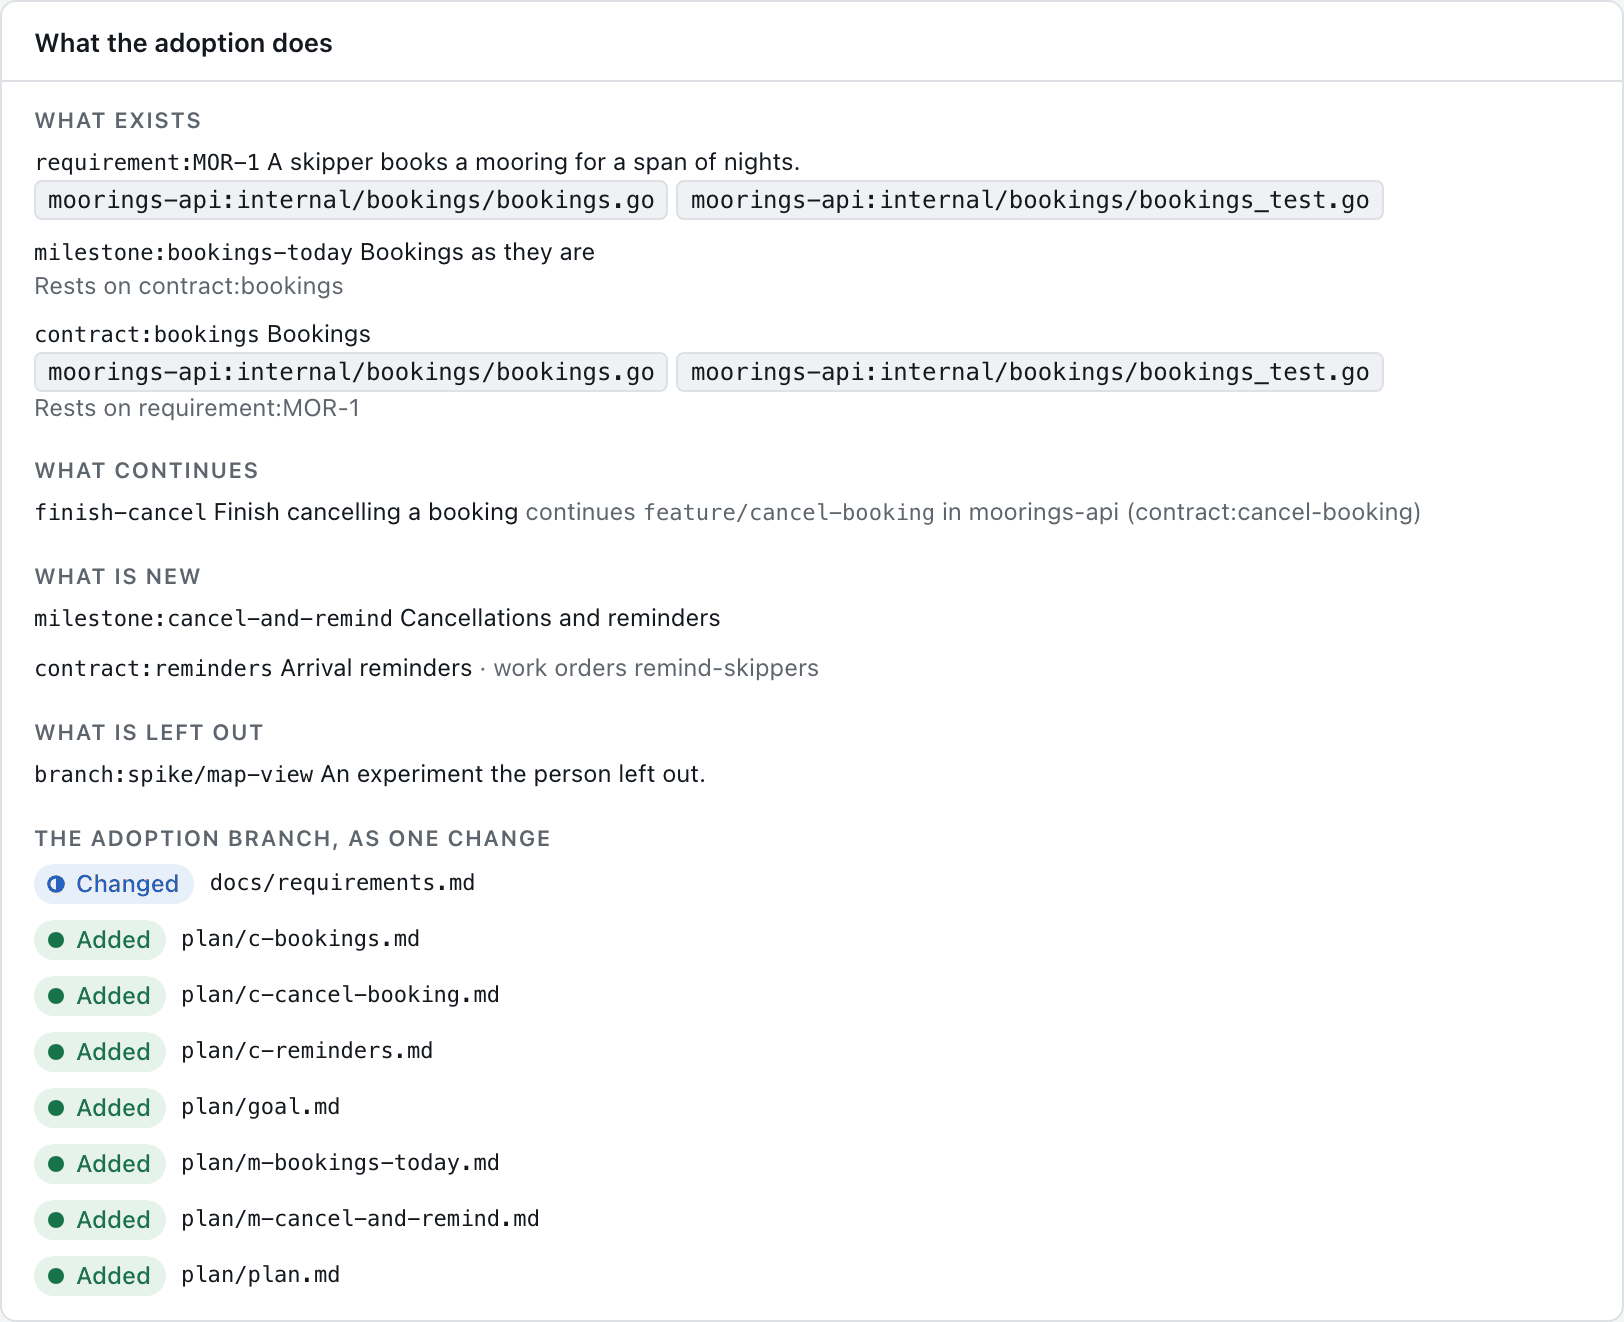 What the adoption does
WHAT EXISTS
requirement:MOR-1 A skipper books a mooring for a span of nights.
moorings-api:internal/bookings/bookings.go moorings-api:internal/bookings/bookings_test.go
milestone:bookings-today Bookings as they are
Rests on contract:bookings
contract:bookings Bookings
moorings-api:internal/bookings/bookings.go moorings-api:internal/bookings/bookings_test.go
Rests on requirement:MOR-1
WHAT CONTINUES
finish-cancel Finish cancelling a booking continues feature/cancel-booking in moorings-api (contract:cancel-booking)
WHAT IS NEW
milestone:cancel-and-remind Cancellations and reminders
contract:reminders Arrival reminders · work orders remind-skippers
WHAT IS LEFT OUT
branch:spike/map-view An experiment the person left out.
THE ADOPTION BRANCH, AS ONE CHANGE
Changed docs/requirements.md
Added plan/c-bookings.md
Added plan/c-cancel-booking.md
Added plan/c-reminders.md
Added plan/goal.md
Added plan/m-bookings-today.md
Added plan/m-cancel-and-remind.md
Added plan/plan.md